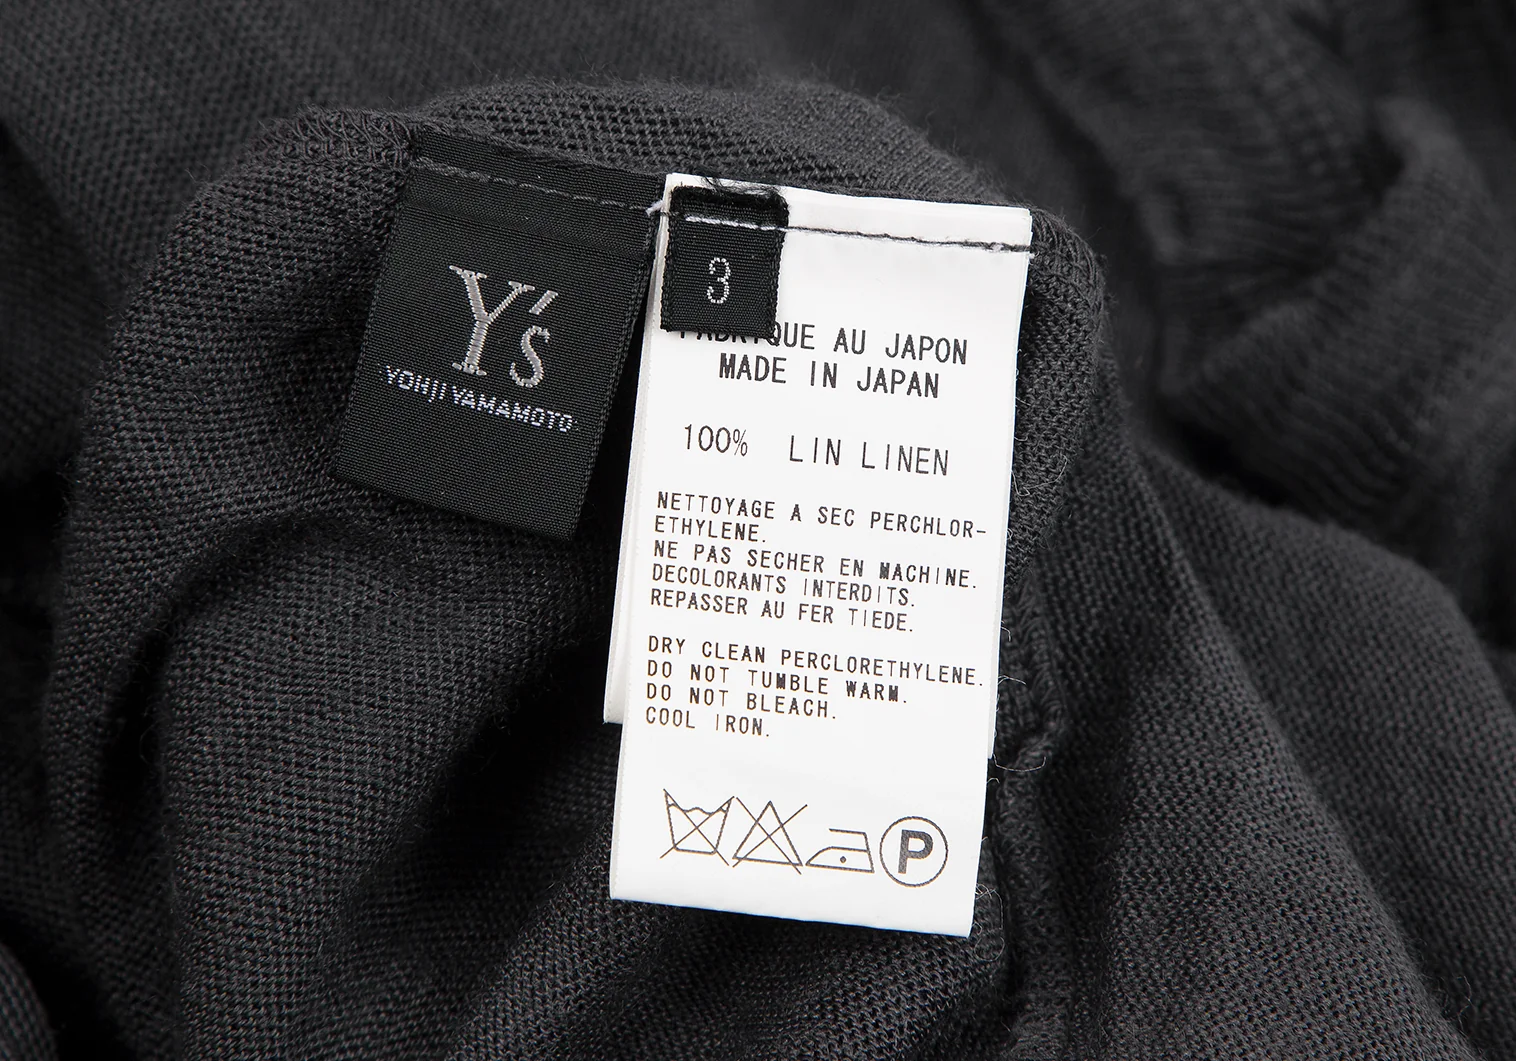 Y's
YOHJI YAMAMOTO
3
FABRIQUE AU JAPON
MADE IN JAPAN
100% LIN LINEN
NETTOYAGE A SEC PERCHLOR-
ETHYLENE.
NE PAS SECHER EN MACHINE.
DECOLORANTS INTERDITS.
REPASSER AU FER TIEDE.
DRY CLEAN PERCLORETHYLENE.
DO NOT TUMBLE WARM.
DO NOT BLEACH.
COOL IRON.
P